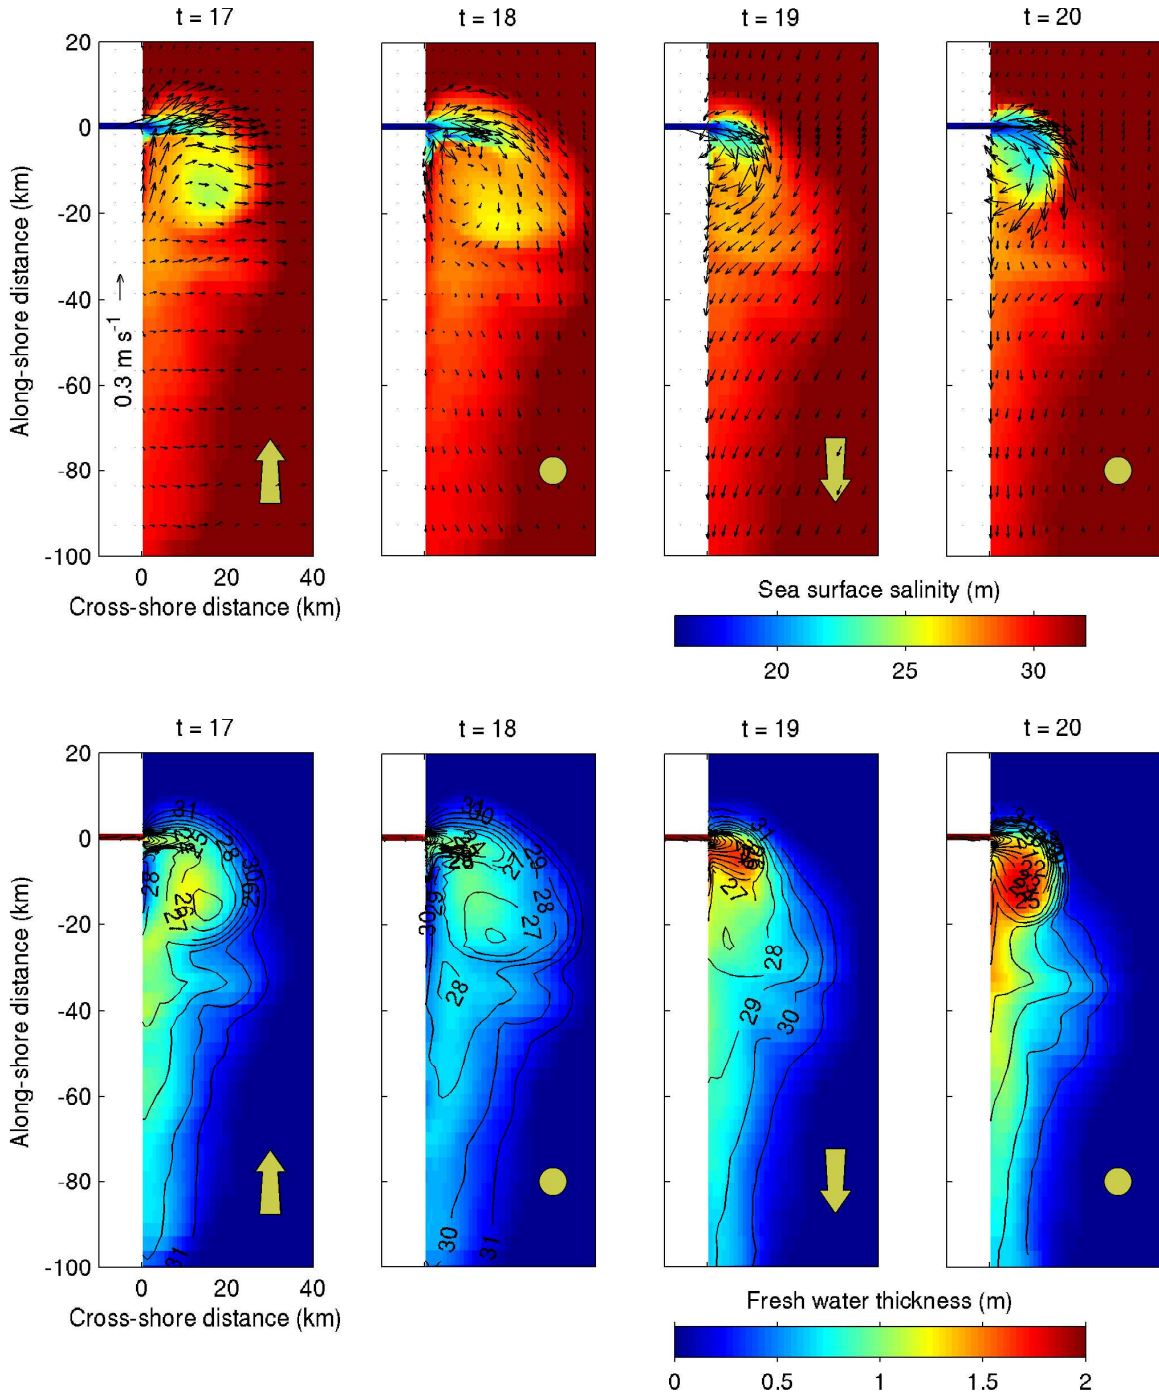 t = 17
t = 18
t = 19
t = 20
20
0
-20
-40
-60
-80
-100
Along-shore distance (km)
0.3 m s-1
0 20 40
Cross-shore distance (km)
Sea surface salinity (m)
20 25 30
t = 17
t = 18
t = 19
t = 20
20
0
-20
-40
-60
-80
-100
Along-shore distance (km)
31
28
30
29
28
26
27
31
30
29
27
28
27
29
30
28
30
31
31
27
28
29
30
0 20 40
Cross-shore distance (km)
Fresh water thickness (m)
0 0.5 1 1.5 2